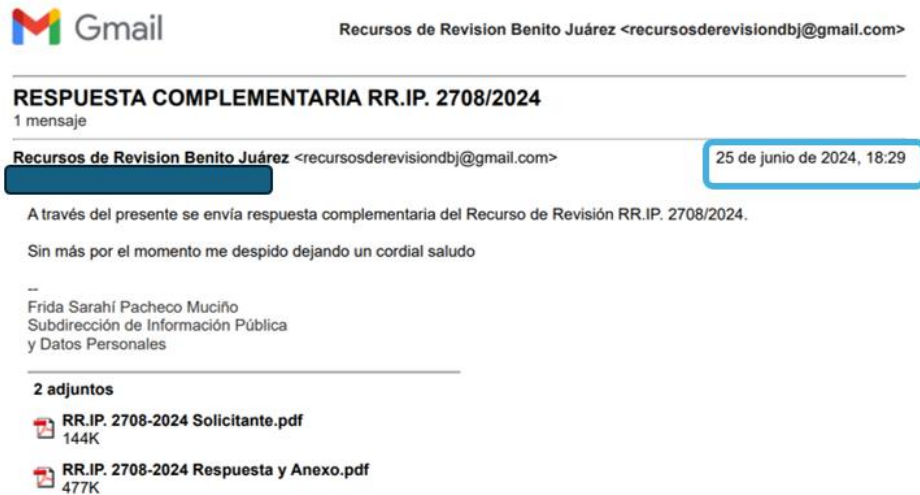 Gmail
Recursos de Revision Benito Juárez <recursosderevisiondbj@gmail.com>
RESPUESTA COMPLEMENTARIA RR.IP. 2708/2024
1 mensaje
Recursos de Revision Benito Juárez <recursosderevisiondbj@gmail.com>
25 de junio de 2024, 18:29
A través del presente se envía respuesta complementaria del Recurso de Revisión RR.IP. 2708/2024.
Sin más por el momento me despido dejando un cordial saludo
--
Frida Sarahí Pacheco Muciño
Subdirección de Información Pública
y Datos Personales
2 adjuntos
RR.IP. 2708-2024 Solicitante.pdf
144K
RR.IP. 2708-2024 Respuesta y Anexo.pdf
477K